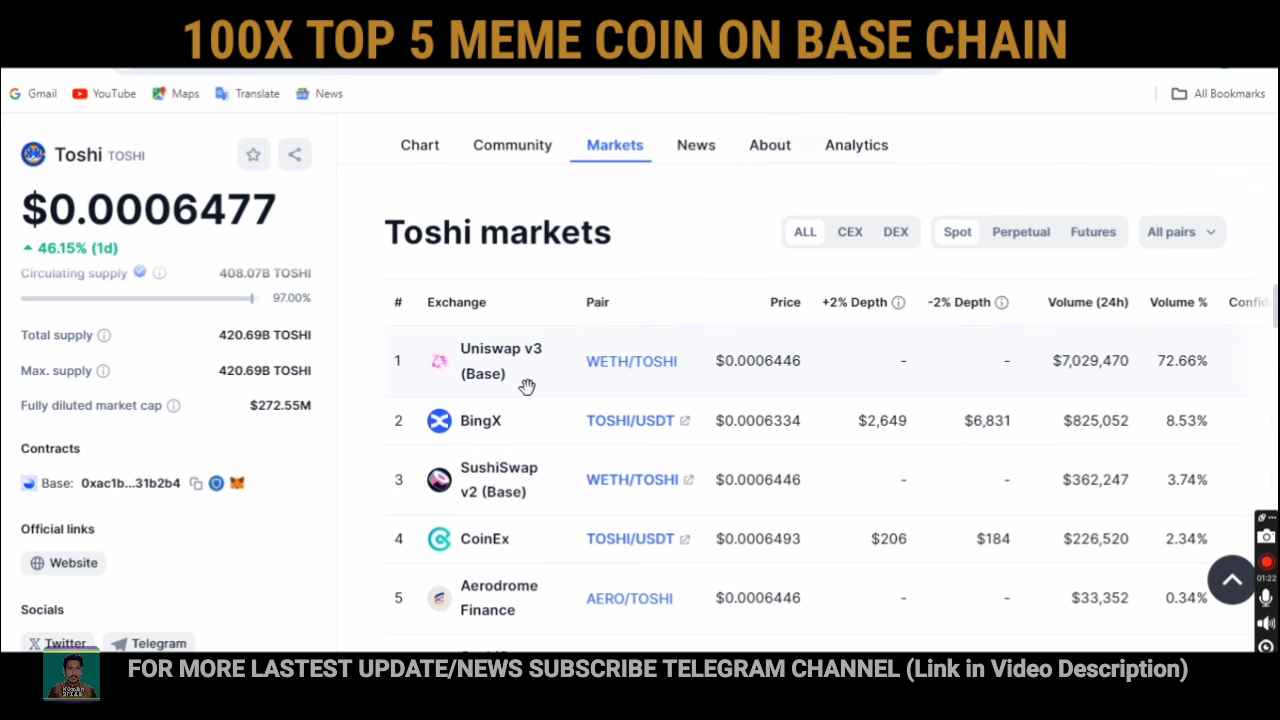 100X TOP 5 MEME COIN ON BASE CHAIN
Gmail YouTube Maps Translate News All Bookmarks
Toshi TOSHI
$0.0006477
46.15% (1d)
Circulating supply 408.07B TOSHI
97.00%
Total supply 420.69B TOSHI
Max. supply 420.69B TOSHI
Fully diluted market cap $272.55M
Contracts
Base: 0xac1b...31b2b4
Official links
Website
Socials
Twitter Telegram
Chart Community Markets News About Analytics
Toshi markets
ALL CEX DEX Spot Perpetual Futures All pairs
# Exchange Pair Price +2% Depth -2% Depth Volume (24h) Volume %
1 Uniswap v3 (Base) WETH/TOSHI $0.0006446 - - $7,029,470 72.66%
2 BingX TOSHI/USDT $0.0006334 $2,649 $6,831 $825,052 8.53%
3 SushiSwap v2 (Base) WETH/TOSHI $0.0006446 - - $362,247 3.74%
4 CoinEx TOSHI/USDT $0.0006493 $206 $184 $226,520 2.34%
5 Aerodrome Finance AERO/TOSHI $0.0006446 - - $33,352 0.34%
01:22
FOR MORE LASTEST UPDATE/NEWS SUBSCRIBE TELEGRAM CHANNEL (Link in Video Description)